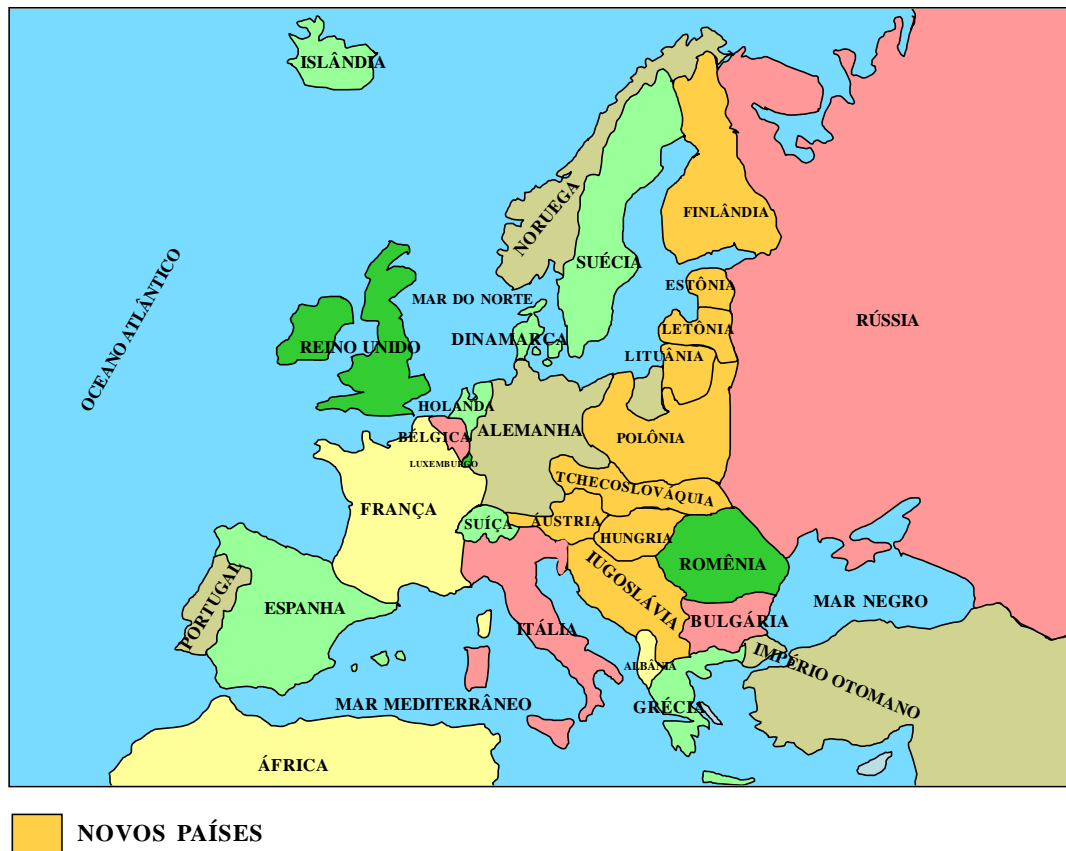 ISLÂNDIA
NORUEGA
FINLÂNDIA
SUÉCIA
OCEANO ATLÂNTICO
ESTÔNIA
MAR DO NORTE
RÚSSIA
LETÔNIA
DINAMARCA
REINO UNIDO
LITUÂNIA
HOLANDA
ALEMANHA
BÉLGICA
POLÔNIA
LUXEMBURGO
TCHECOSLOVÁQUIA
FRANÇA
SUÍÇA
ÁUSTRIA
HUNGRIA
ROMÊNIA
IUGOSLÁVIA
PORTUGAL
ESPANHA
MAR NEGRO
BULGÁRIA
ITÁLIA
ALBÂNIA
IMPÉRIO OTOMANO
MAR MEDITERRÂNEO
GRÉCIA
ÁFRICA
NOVOS PAÍSES